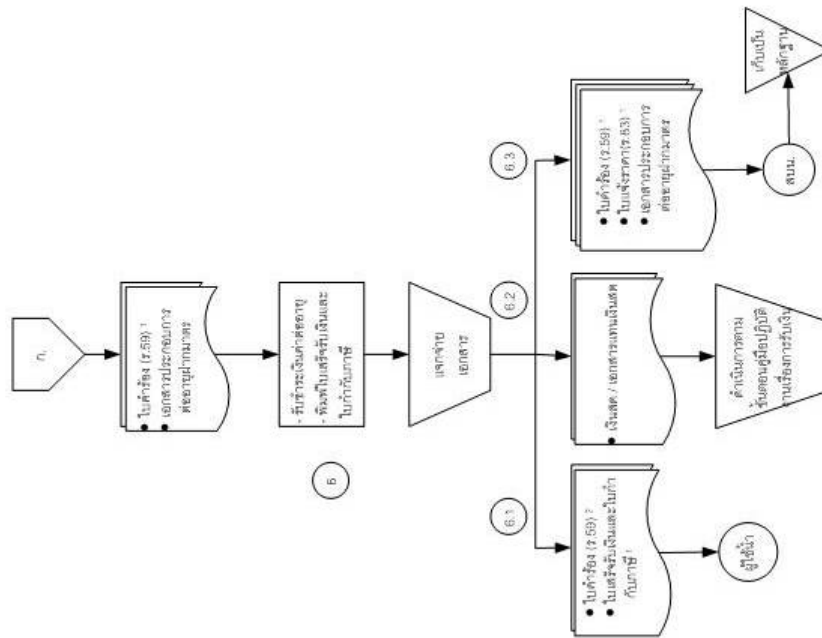 ก.
● ใบคำร้อง (ร.59) ¹
● เอกสารประกอบการ
ต่ออายุฝากมาตร
6
- รับชำระเงินค่าต่ออายุ
- พิมพ์ใบเสร็จรับเงินและ
ใบกำกับภาษี
แจกจ่าย
เอกสาร
6.1
● ใบคำร้อง (ร.59) ²
● ใบเสร็จรับเงินและใบกำ
กับภาษี ¹
ผู้ใช้น้ำ
6.2
● เงินสด / เอกสารแทนเงินสด
ดำเนินการตาม
ขั้นตอนคู่มือปฏิบัติ
งานเรื่องการรับเงิน
6.3
● ใบคำร้อง (ร.59) ¹
● ใบแจ้งราคา(ร.63) ¹
● เอกสารประกอบการ
ต่ออายุฝากมาตร
สบน.
เก็บเป็น
หลักฐาน